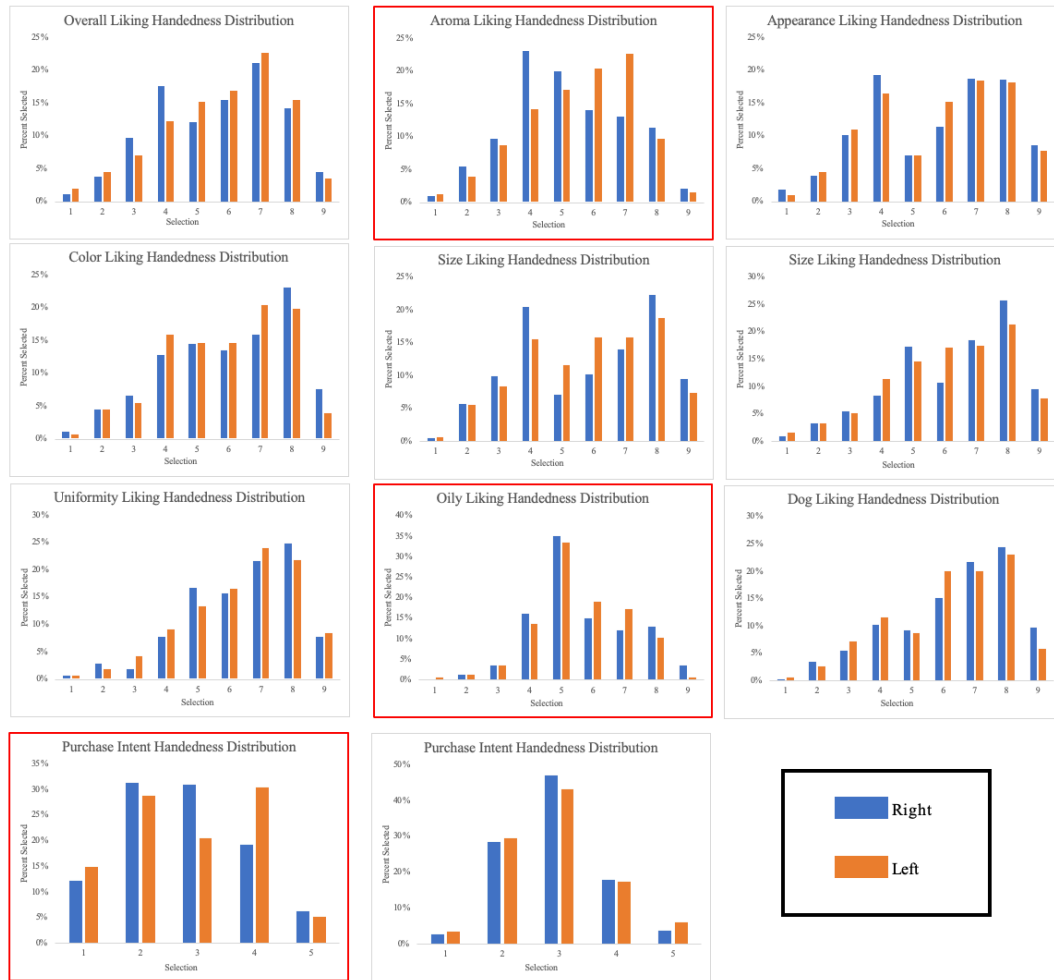 Overall Liking Handedness Distribution
25%
20%
15%
10%
5%
0%
Percent Selected
1 2 3 4 5 6 7 8 9
Selection
Aroma Liking Handedness Distribution
25%
20%
15%
10%
5%
0%
Percent Selected
1 2 3 4 5 6 7 8 9
Selection
Appearance Liking Handedness Distribution
25%
20%
15%
10%
5%
0%
Percent Selected
1 2 3 4 5 6 7 8 9
Selection
Color Liking Handedness Distribution
25%
20%
15%
10%
5%
0%
Percent Selected
1 2 3 4 5 6 7 8 9
Selection
Size Liking Handedness Distribution
25%
20%
15%
10%
5%
0%
Percent Selected
1 2 3 4 5 6 7 8 9
Selection
Size Liking Handedness Distribution
30%
25%
20%
15%
10%
5%
0%
Percent Selected
1 2 3 4 5 6 7 8 9
Selection
Uniformity Liking Handedness Distribution
30%
25%
20%
15%
10%
5%
0%
Percent Selected
1 2 3 4 5 6 7 8 9
Selection
Oily Liking Handedness Distribution
40%
35%
30%
25%
20%
15%
10%
5%
0%
Percent Selected
1 2 3 4 5 6 7 8 9
Selection
Dog Liking Handedness Distribution
30%
25%
20%
15%
10%
5%
0%
Percent Selected
1 2 3 4 5 6 7 8 9
Selection
Purchase Intent Handedness Distribution
35%
30%
25%
20%
15%
10%
5%
0%
Percent Selected
1 2 3 4 5
Selection
Purchase Intent Handedness Distribution
50%
40%
30%
20%
10%
0%
Percent Selected
1 2 3 4 5
Selection
Right
Left